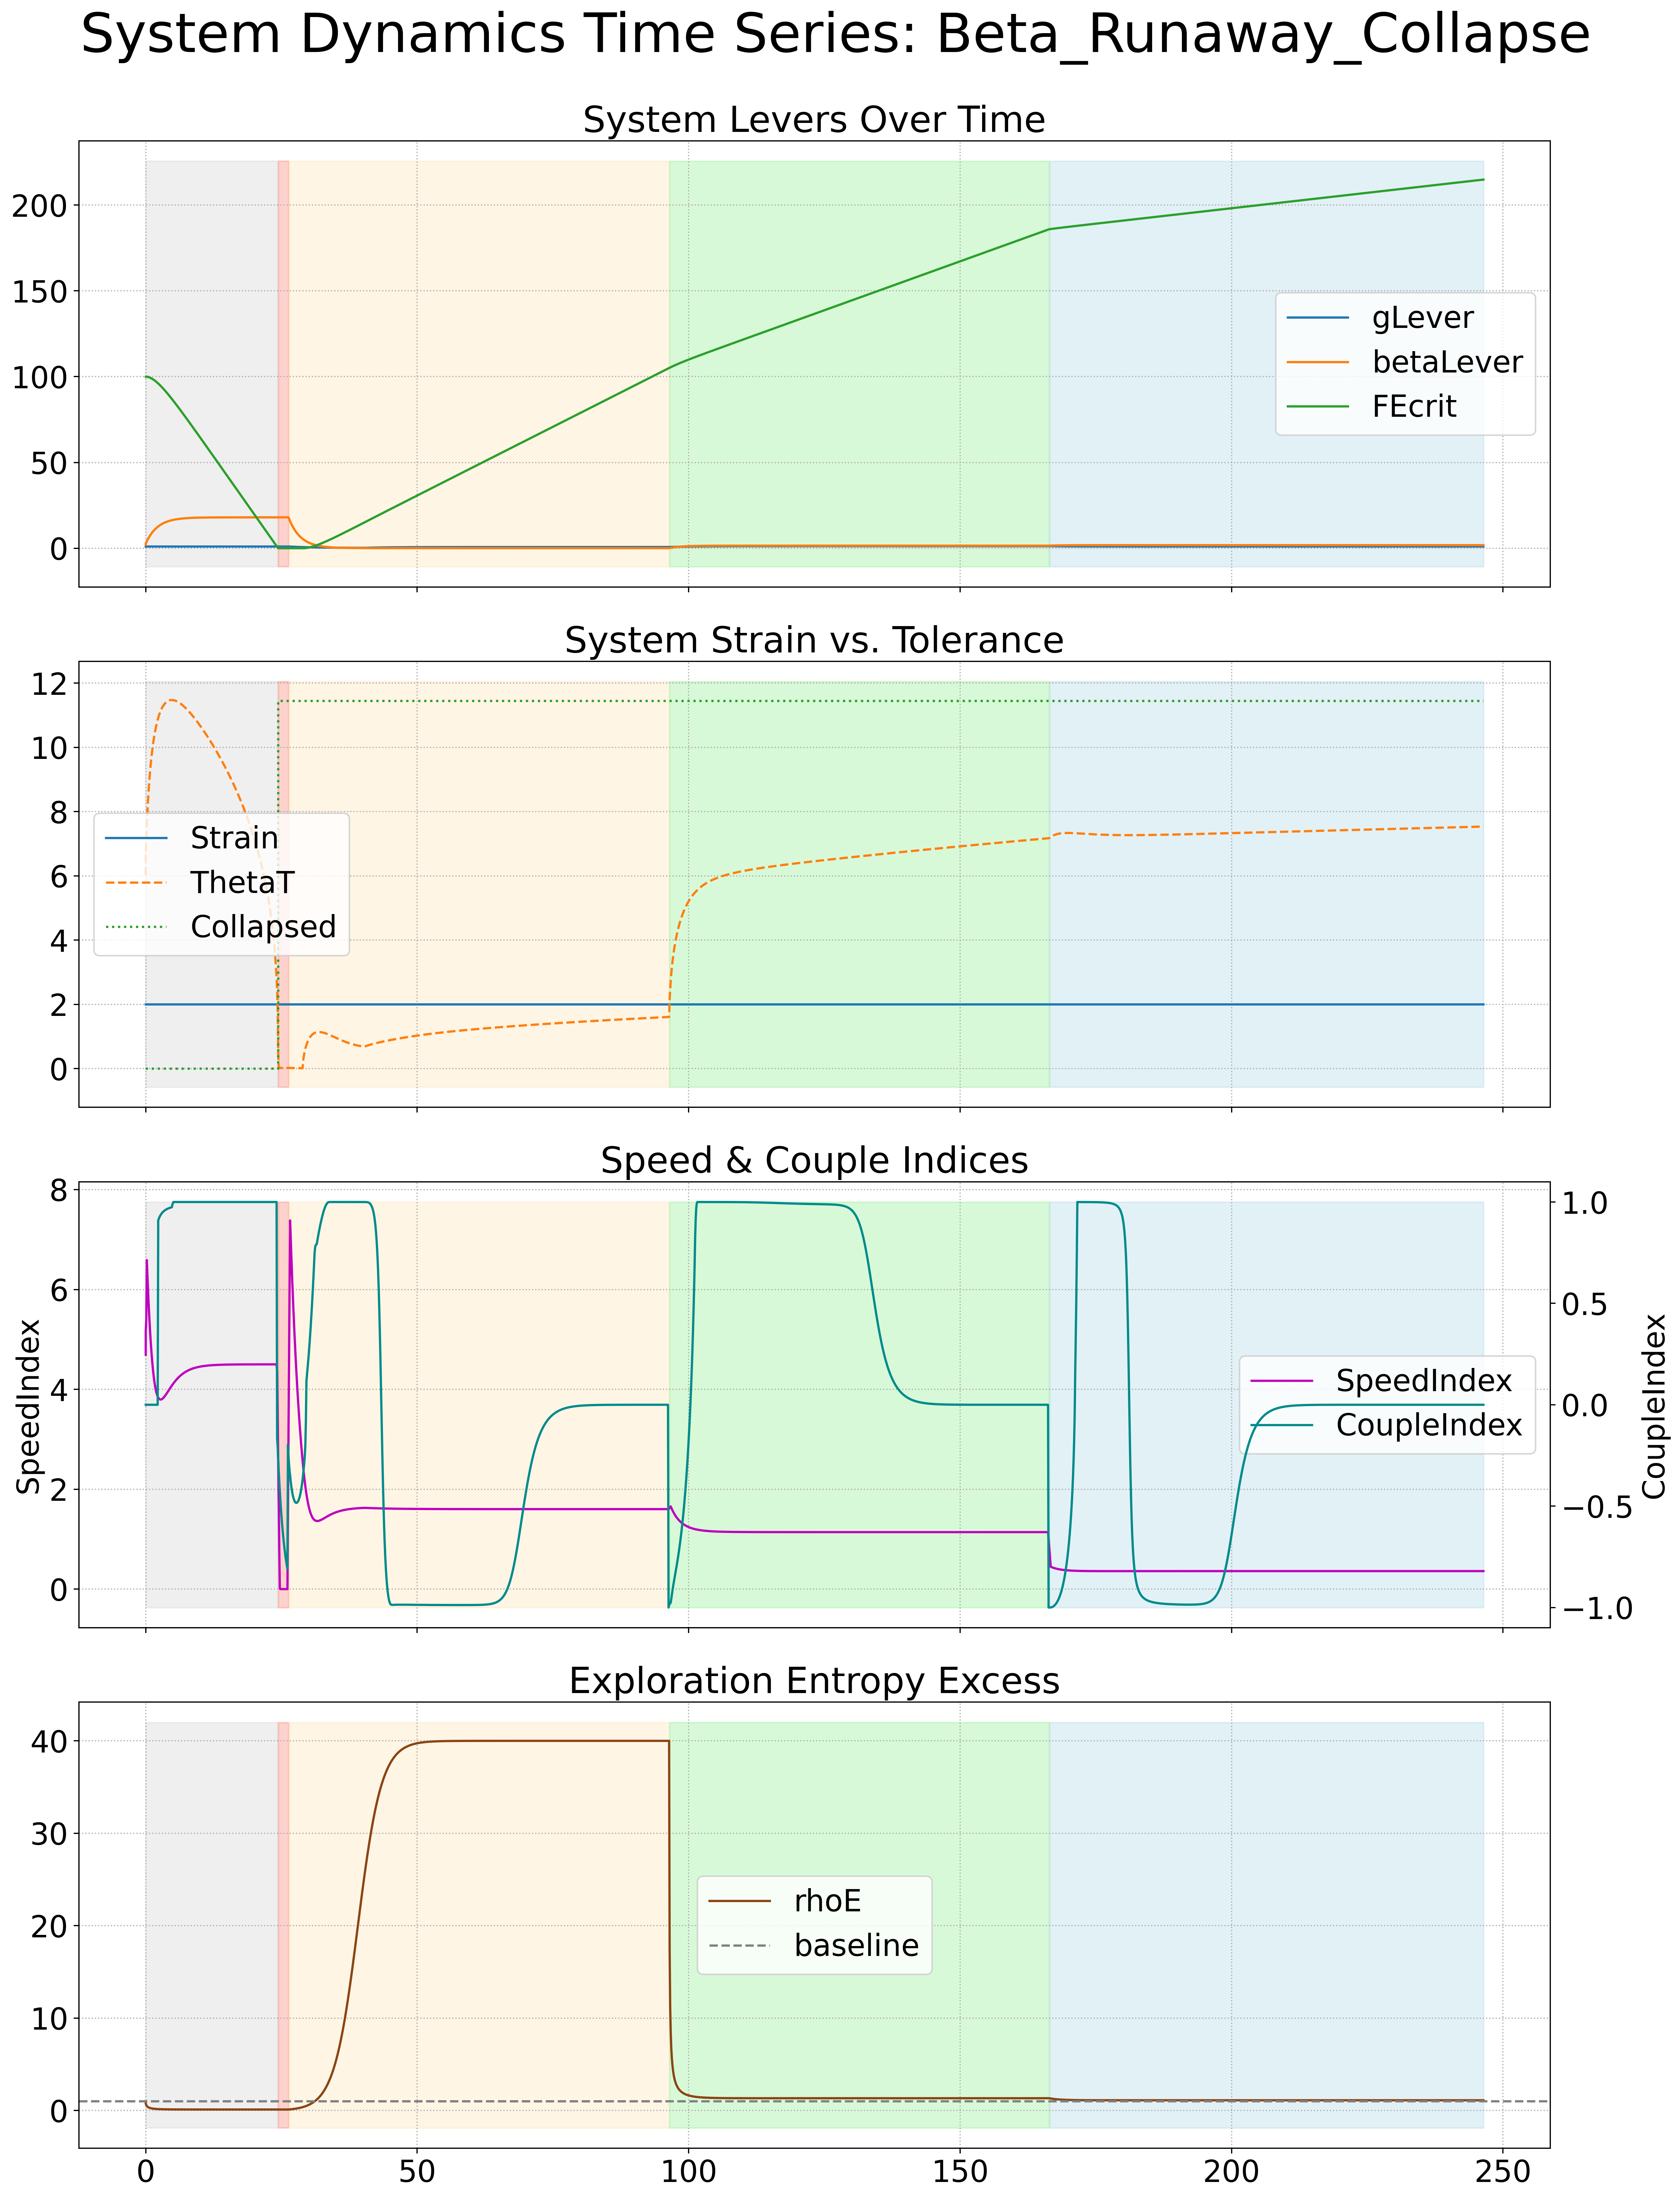 System Dynamics Time Series: Beta_Runaway_Collapse
System Levers Over Time
200
150
100
50
0
gLever
betaLever
FEcrit
System Strain vs. Tolerance
12
10
8
6
4
2
0
Strain
ThetaT
Collapsed
Speed & Couple Indices
8
6
4
2
0
SpeedIndex
1.0
0.5
0.0
−0.5
−1.0
CoupleIndex
SpeedIndex
CoupleIndex
Exploration Entropy Excess
40
30
20
10
0
rhoE
baseline
0 50 100 150 200 250